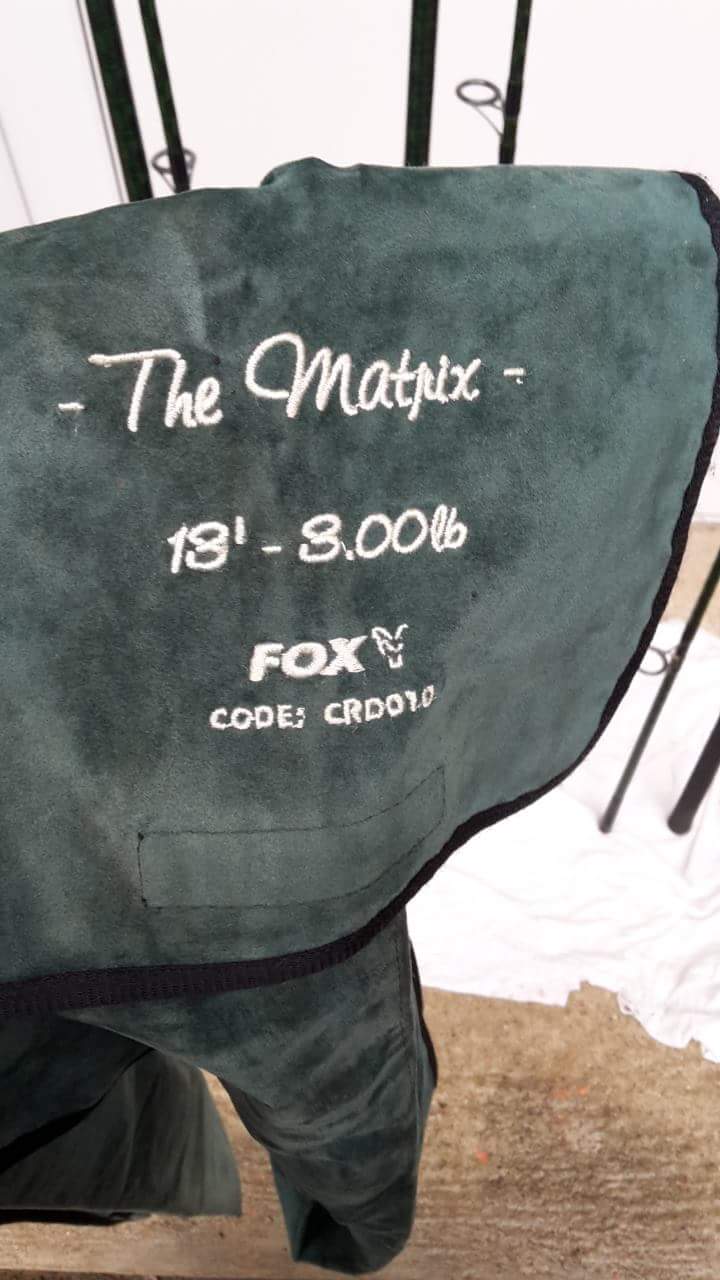 - The Matrix -
13' - 3.00lb
FOX
CODE: CRD010